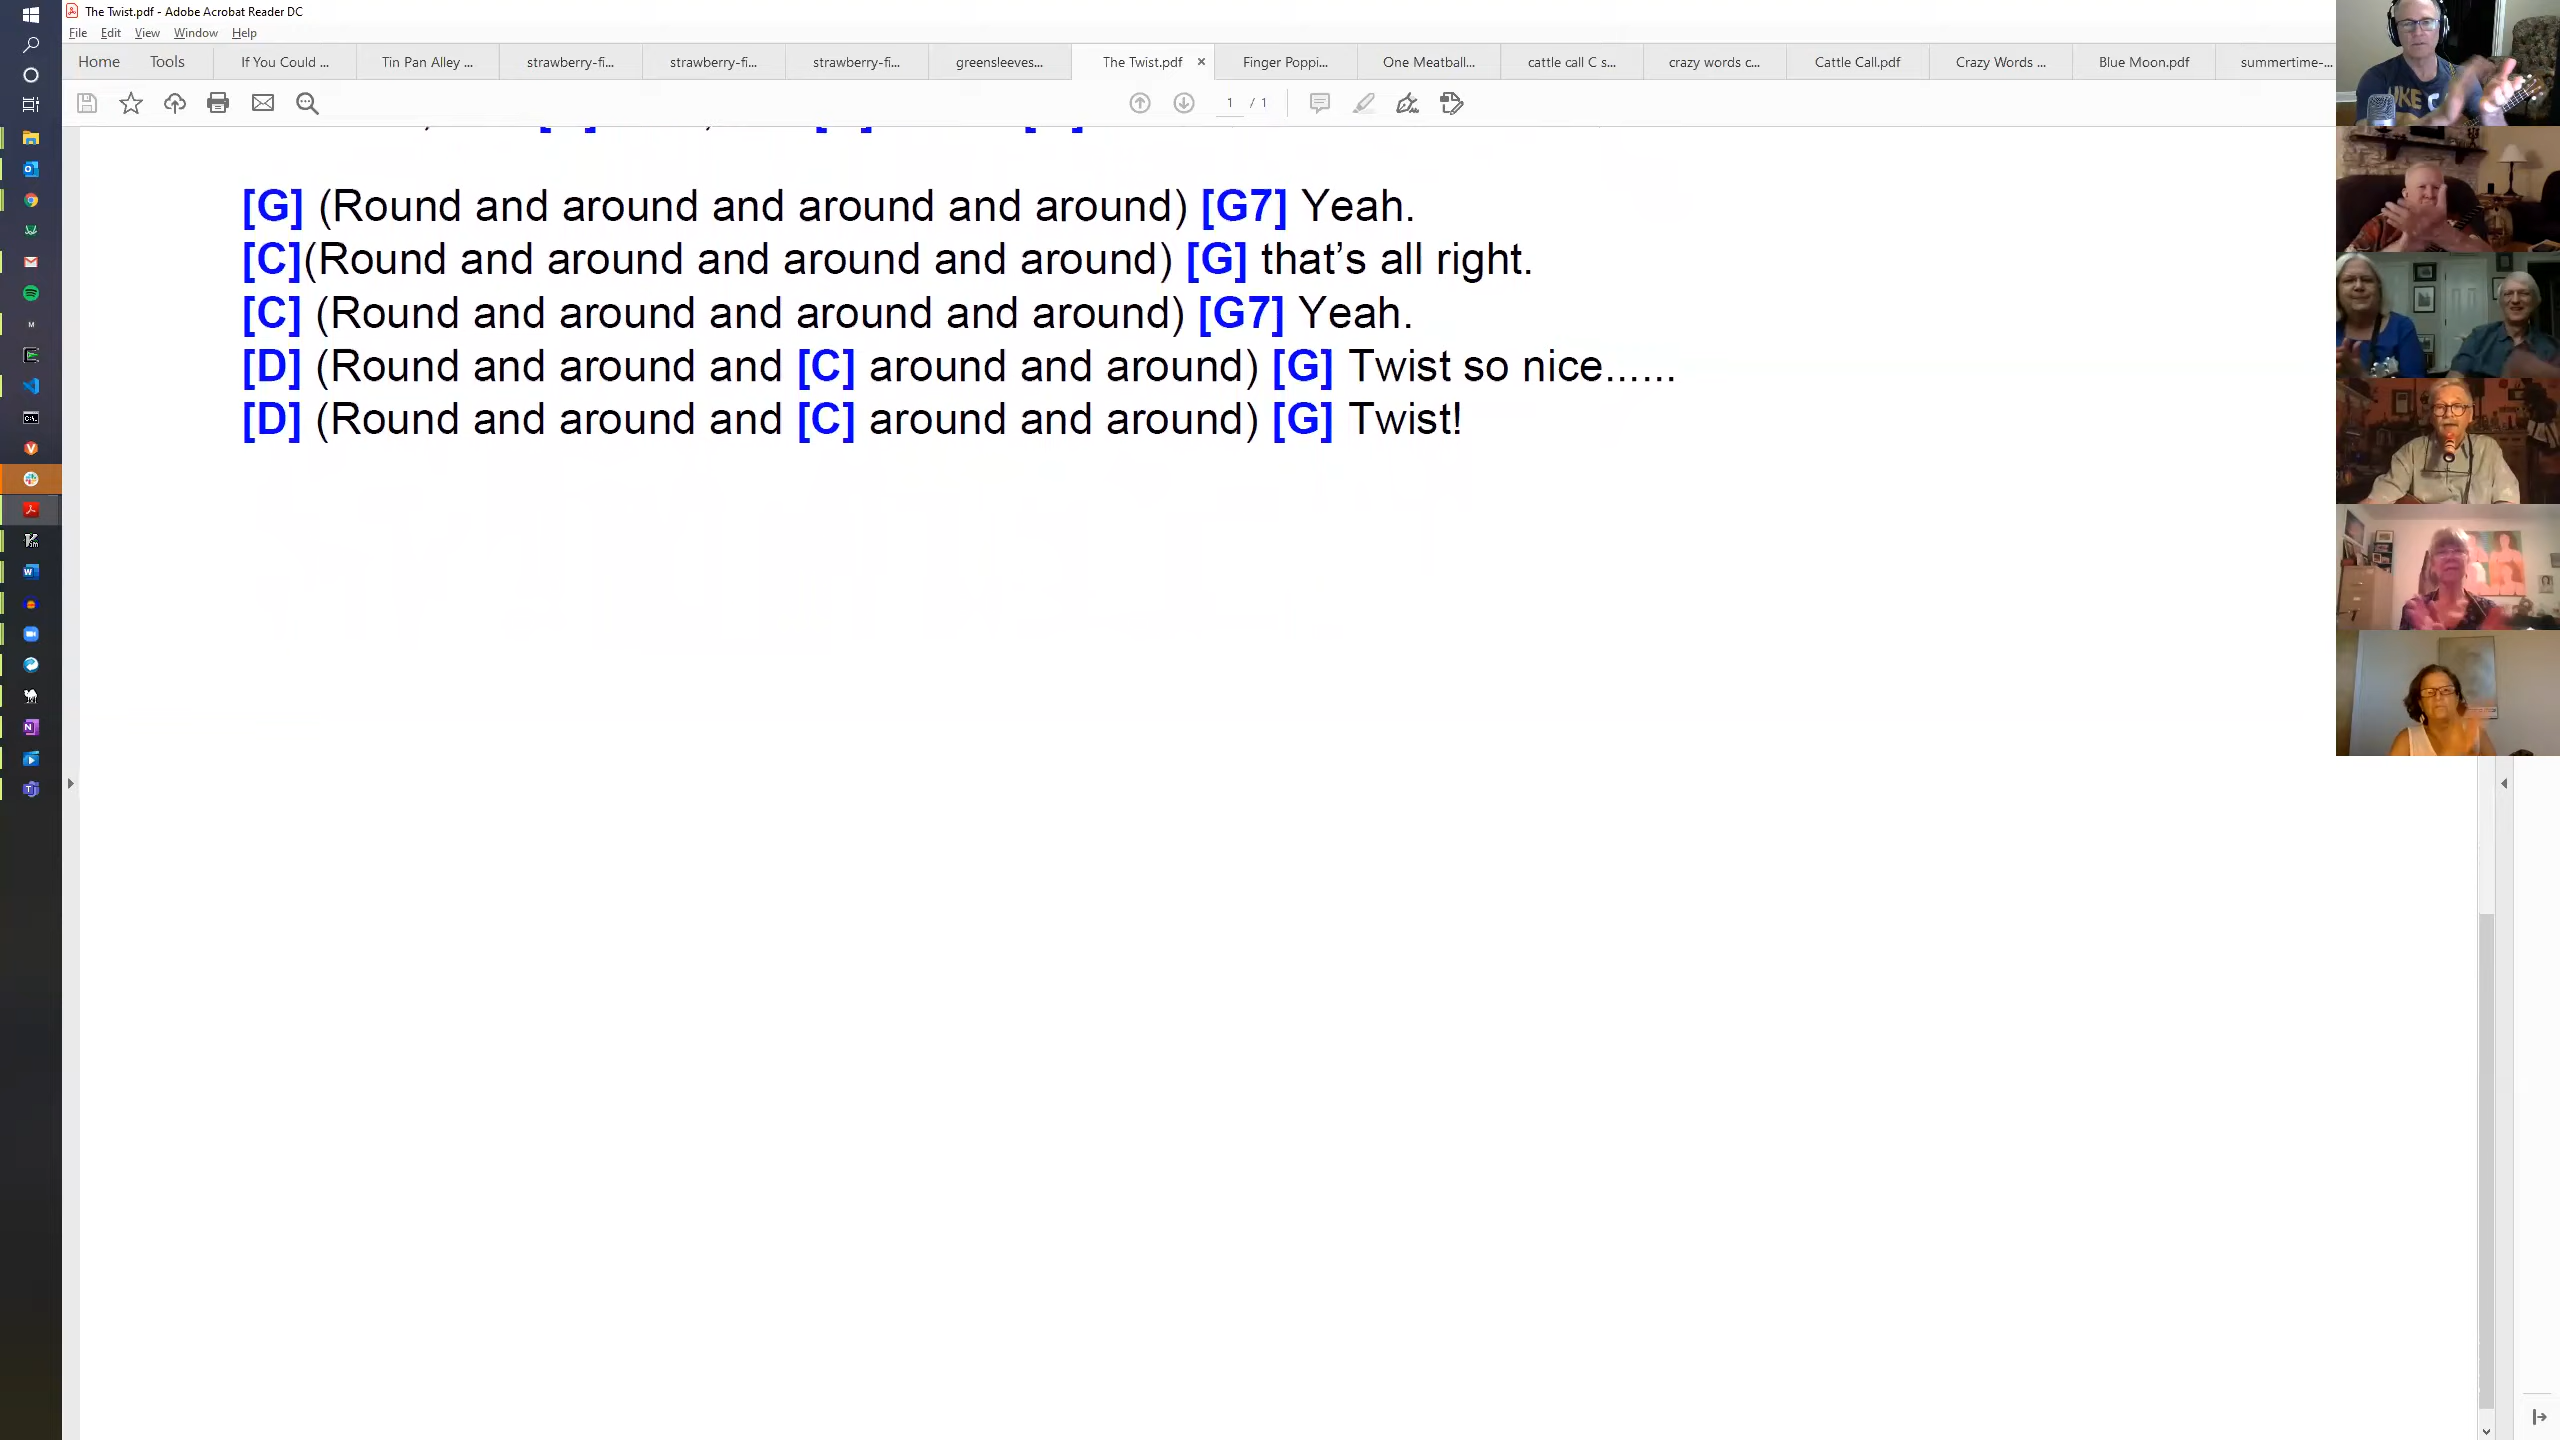 The Twist.pdf - Adobe Acrobat Reader DC
File Edit View Window Help
Home Tools If You Could ... Tin Pan Alley ... strawberry-fi... strawberry-fi... strawberry-fi... greensleeves... The Twist.pdf × Finger Poppi... One Meatball... cattle call C s... crazy words c... Cattle Call.pdf Crazy Words ... Blue Moon.pdf summertime-...
1 / 1
[G] (Round and around and around and around) [G7] Yeah.
[C](Round and around and around and around) [G] that’s all right.
[C] (Round and around and around and around) [G7] Yeah.
[D] (Round and around and [C] around and around) [G] Twist so nice......
[D] (Round and around and [C] around and around) [G] Twist!